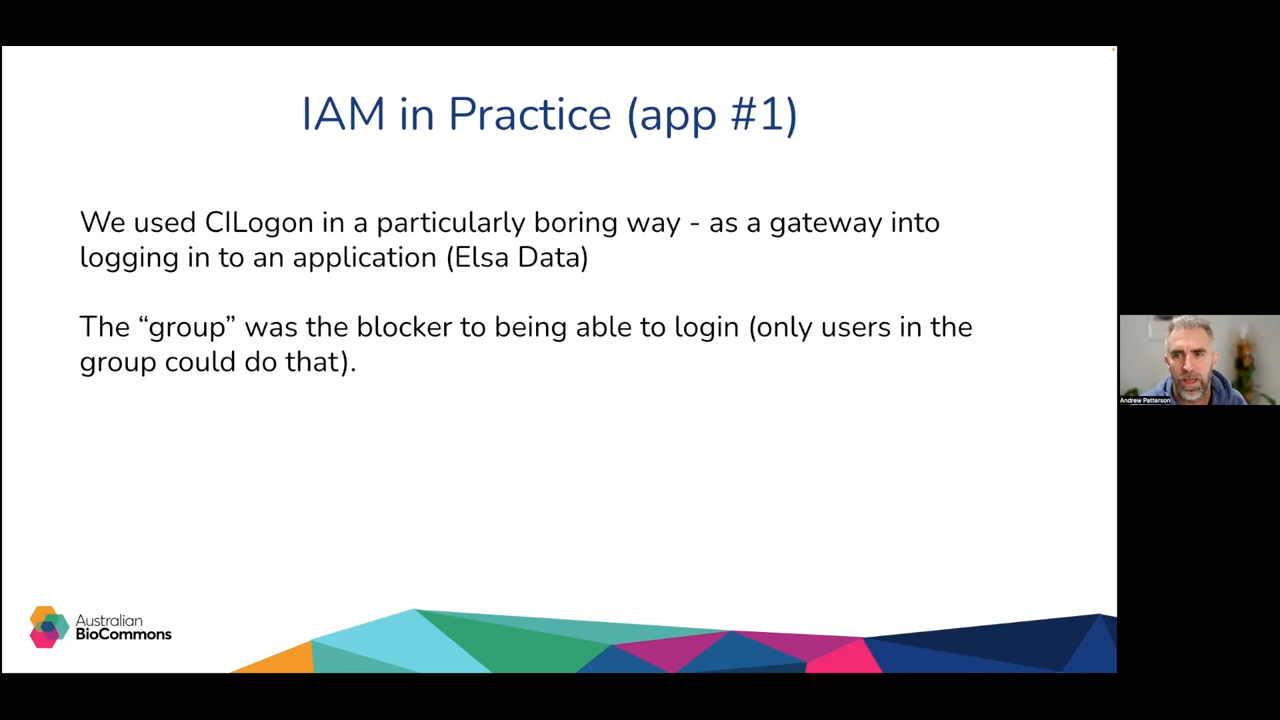 IAM in Practice (app #1)
We used CILogon in a particularly boring way - as a gateway into
logging in to an application (Elsa Data)
The “group” was the blocker to being able to login (only users in the
group could do that).
Australian
BioCommons
Andrew Patterson